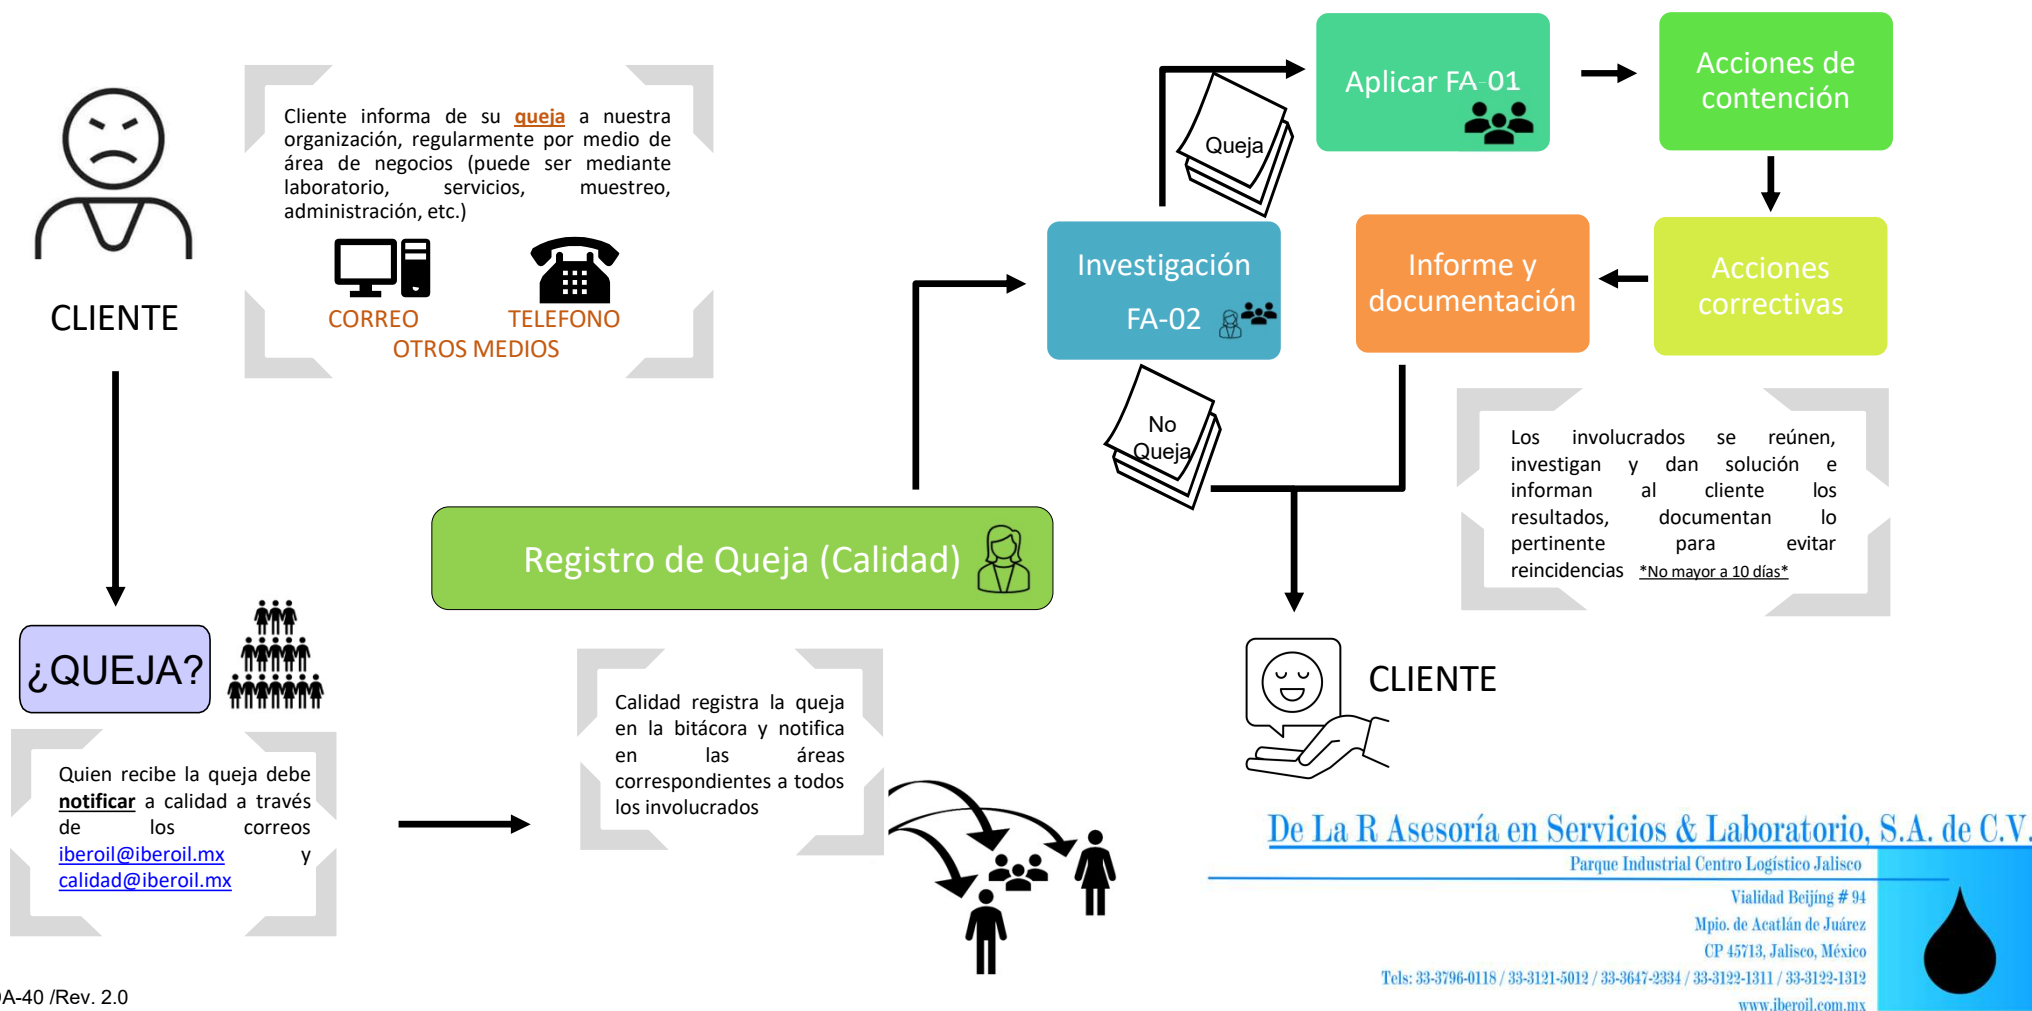 Cliente informa de su queja a nuestra
organización, regularmente por medio de
área de negocios (puede ser mediante
laboratorio, servicios, muestreo,
administración, etc.)
CORREO
TELEFONO
OTROS MEDIOS
CLIENTE
¿QUEJA?
Quien recibe la queja debe
notificar a calidad a través
de los correos
iberoil@iberoil.mx y
calidad@iberoil.mx
Calidad registra la queja
en la bitácora y notifica
en las áreas
correspondientes a todos
los involucrados
Registro de Queja (Calidad)
Investigación
FA-02
Queja
No
Queja
Aplicar FA-01
Acciones de
contención
Acciones
correctivas
Informe y
documentación
Los involucrados se reúnen,
investigan y dan solución e
informan al cliente los
resultados, documentan lo
pertinente para evitar
reincidencias *No mayor a 10 días*
CLIENTE
De La R Asesoría en Servicios & Laboratorio, S.A. de C.V.
Parque Industrial Centro Logístico Jalisco
Vialidad Beijing # 94
Mpio. de Acatlán de Juárez
CP 45713, Jalisco, México
Tels: 33-3796-0118 / 33-3121-5012 / 33-3647-2334 / 33-3122-1311 / 33-3122-1312
www.iberoil.com.mx
A-40 /Rev. 2.0